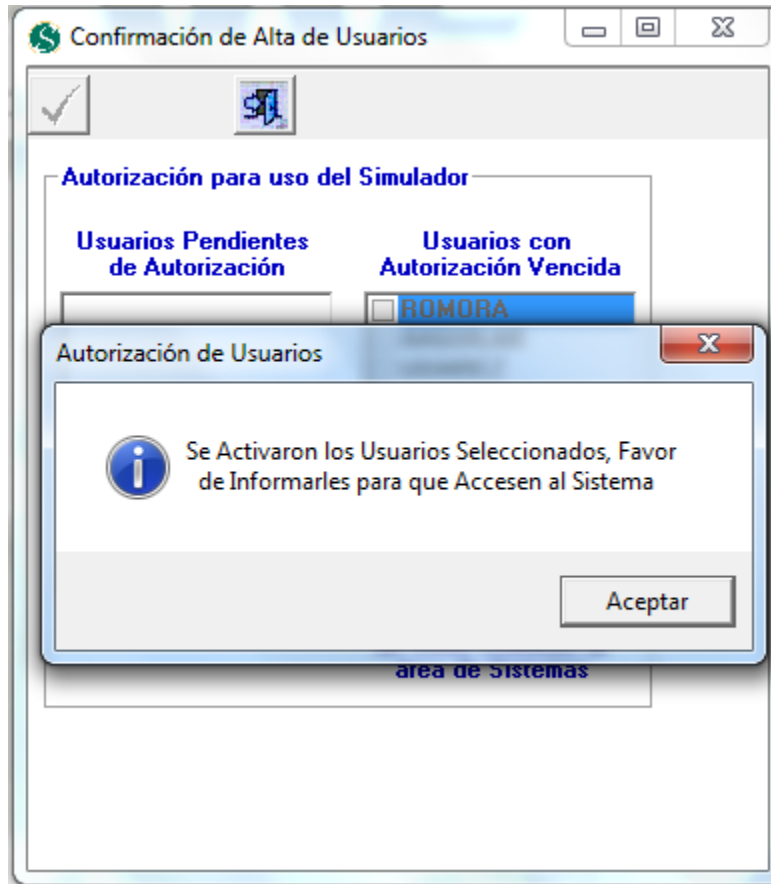 Confirmación de Alta de Usuarios
Autorización para uso del Simulador
Usuarios Pendientes
de Autorización
Usuarios con
Autorización Vencida
ROMORA
Autorización de Usuarios
Se Activaron los Usuarios Seleccionados, Favor
de Informarles para que Accesen al Sistema
Aceptar
área de Sistemas